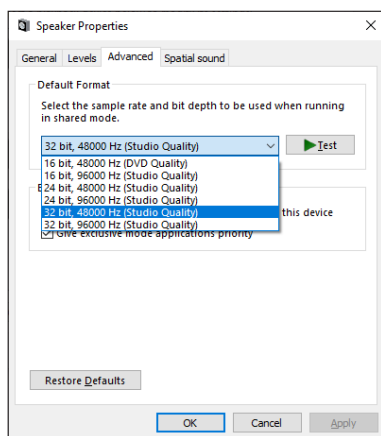 Speaker Properties
General Levels Advanced Spatial sound
Default Format
Select the sample rate and bit depth to be used when running
in shared mode.
32 bit, 48000 Hz (Studio Quality)
Test
16 bit, 48000 Hz (DVD Quality)
16 bit, 96000 Hz (Studio Quality)
24 bit, 48000 Hz (Studio Quality)
24 bit, 96000 Hz (Studio Quality)
32 bit, 48000 Hz (Studio Quality)
this device
32 bit, 96000 Hz (Studio Quality)
Give exclusive mode applications priority
Restore Defaults
OK Cancel Apply